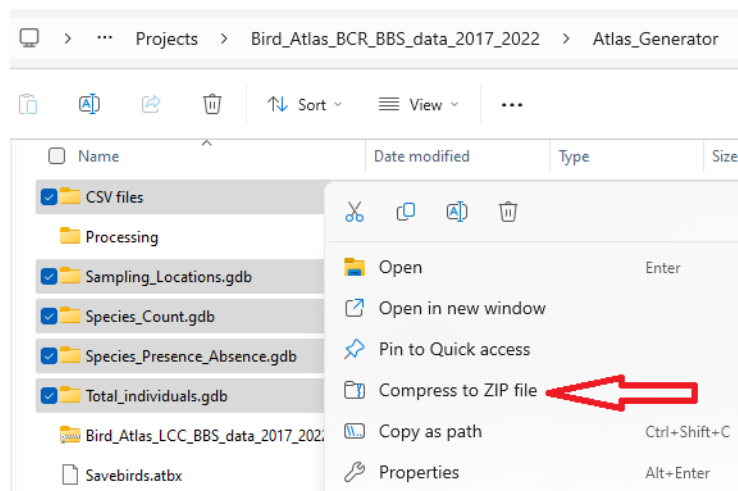 > ... Projects > Bird_Atlas_BCR_BBS_data_2017_2022 > Atlas_Generator
Sort View ...
Name Date modified Type Size
CSV files
Processing
Sampling_Locations.gdb
Species_Count.gdb
Species_Presence_Absence.gdb
Total_individuals.gdb
Bird_Atlas_LCC_BBS_data_2017_202
Savebirds.atbx
Open Enter
Open in new window
Pin to Quick access
Compress to ZIP file
Copy as path Ctrl+Shift+C
Properties Alt+Enter